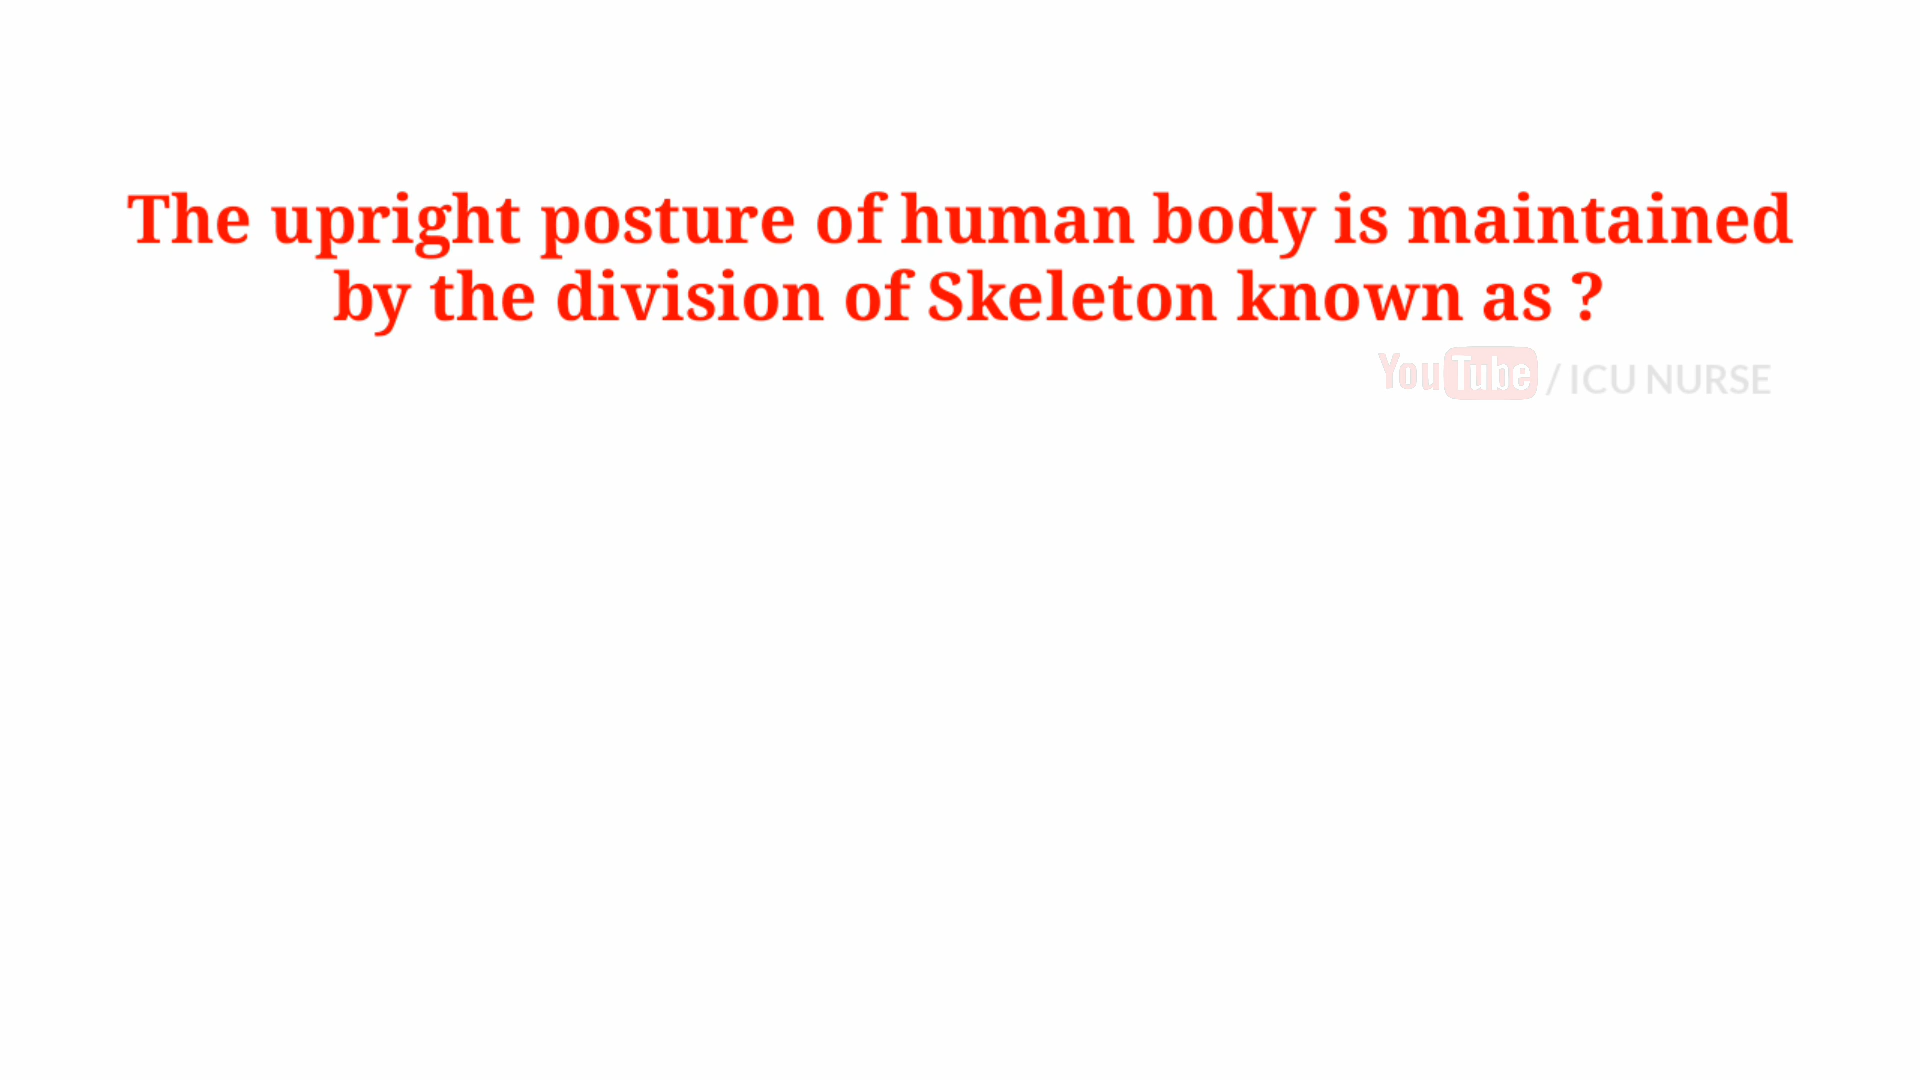 The upright posture of human body is maintained
by the division of Skeleton known as ?
YouTube / ICU NURSE